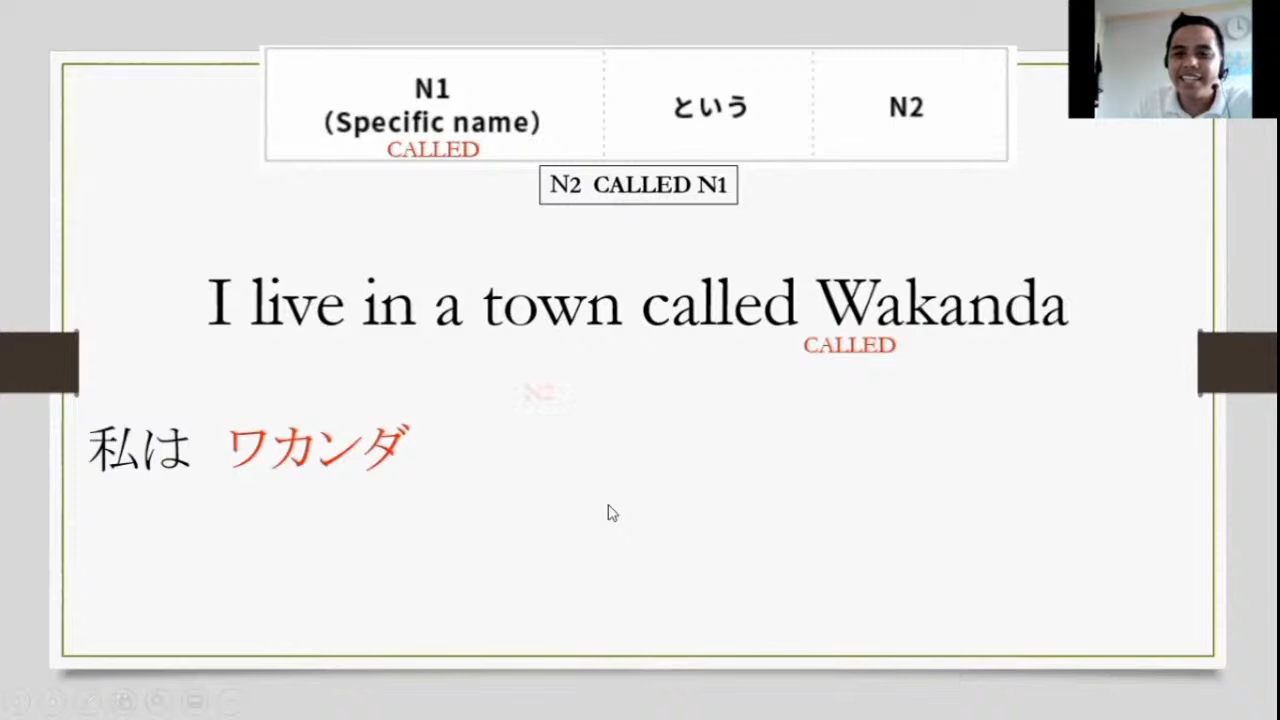 N1
(Specific name)
CALLED
という
N2
N2 CALLED N1
I live in a town called Wakanda
CALLED
N2
私は ワカンダ